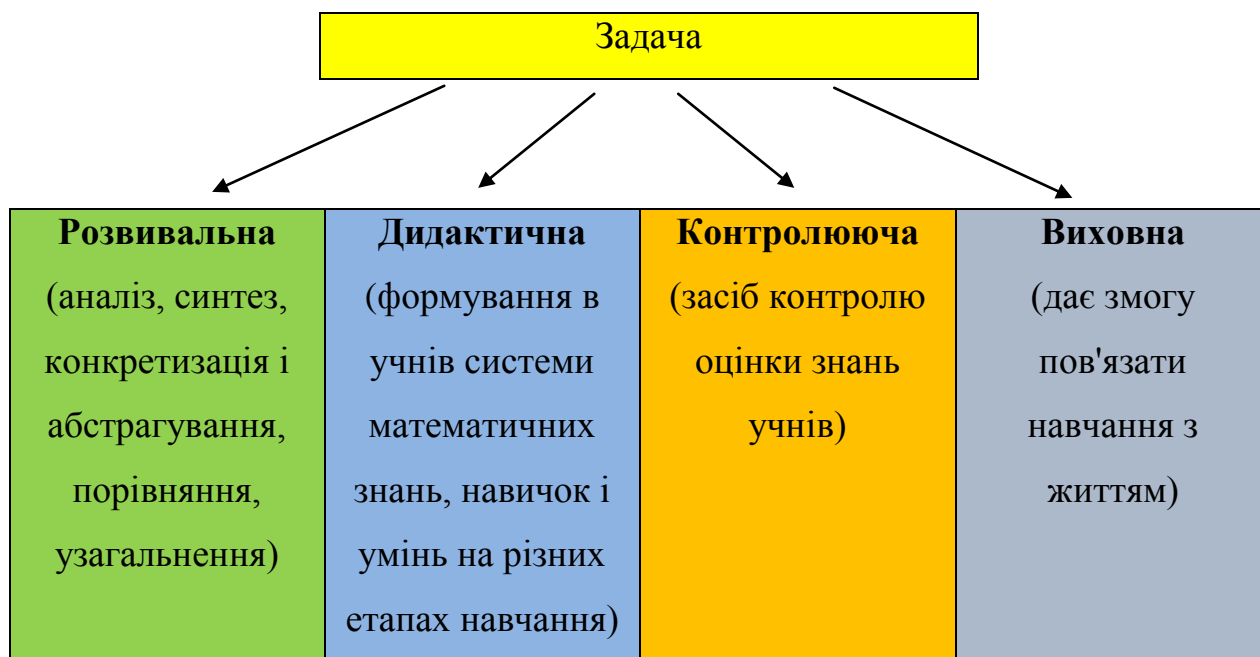 Задача
Розвивальна
(аналіз, синтез,
конкретизація і
абстрагування,
порівняння,
узагальнення)
Дидактична
(формування в
учнів системи
математичних
знань, навичок і
умінь на різних
етапах навчання)
Контролююча
(засіб контролю
оцінки знань
учнів)
Виховна
(дає змогу
пов'язати
навчання з
життям)